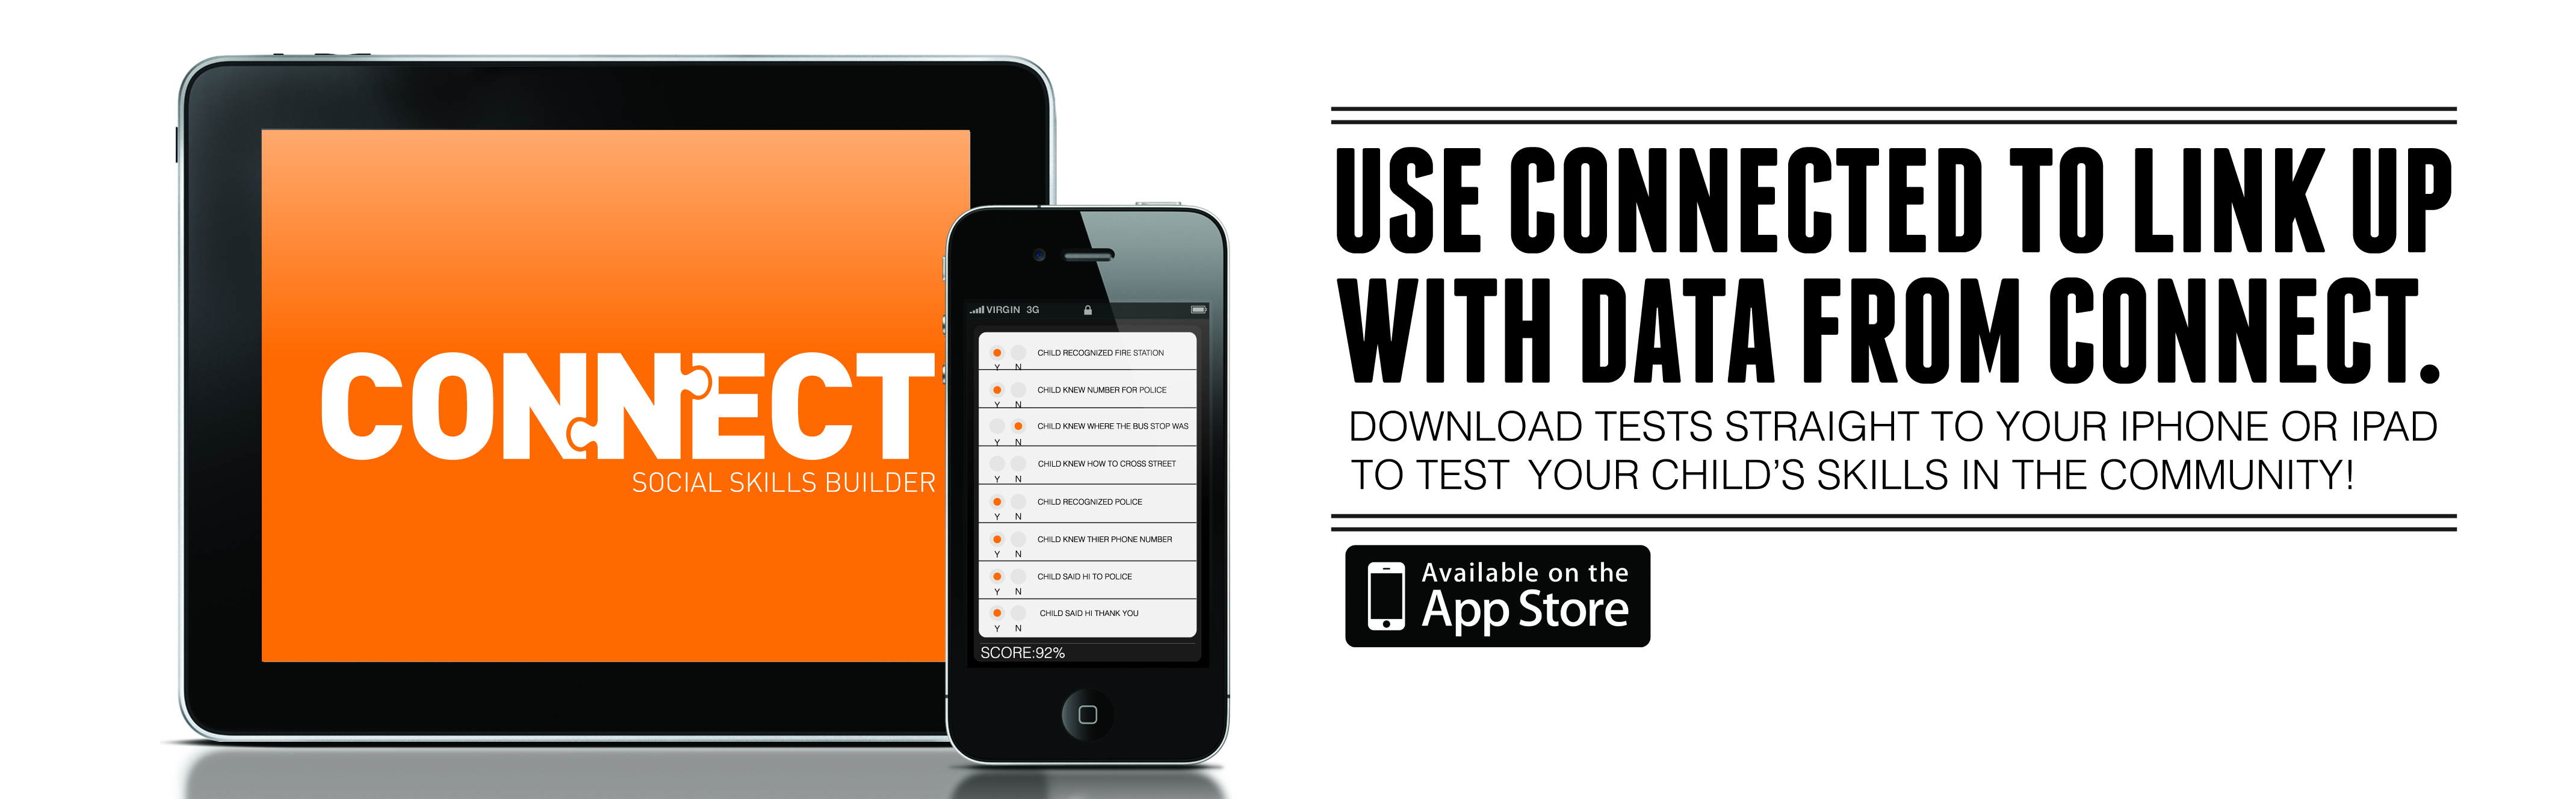 CONNECT
SOCIAL SKILLS BUILDER
VIRGIN 3G
Y N CHILD RECOGNIZED FIRE STATION
Y N CHILD KNEW NUMBER FOR POLICE
Y N CHILD KNEW WHERE THE BUS STOP WAS
Y N CHILD KNEW HOW TO CROSS STREET
Y N CHILD RECOGNIZED POLICE
Y N CHILD KNEW THIER PHONE NUMBER
Y N CHILD SAID HI TO POLICE
Y N CHILD SAID HI THANK YOU
SCORE:92%
USE CONNECTED TO LINK UP
WITH DATA FROM CONNECT.
DOWNLOAD TESTS STRAIGHT TO YOUR IPHONE OR IPAD
TO TEST YOUR CHILD'S SKILLS IN THE COMMUNITY!
Available on the
App Store